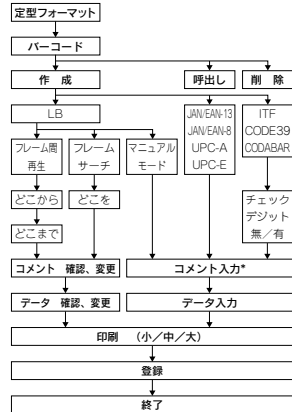 定型フォーマット
バーコード
作 成 呼出し 削 除
LB
フレーム間
再生
フレーム
サーチ
マニュアル
モード
JAN/EAN-13
JAN/EAN-8
UPC-A
UPC-E
ITF
CODE39
CODABAR
どこから
どこを
どこまで
チェック
デジット
無／有
コメント 確認、変更
コメント入力*
データ 確認、変更
データ入力
印刷 （小／中／大）
登録
終了